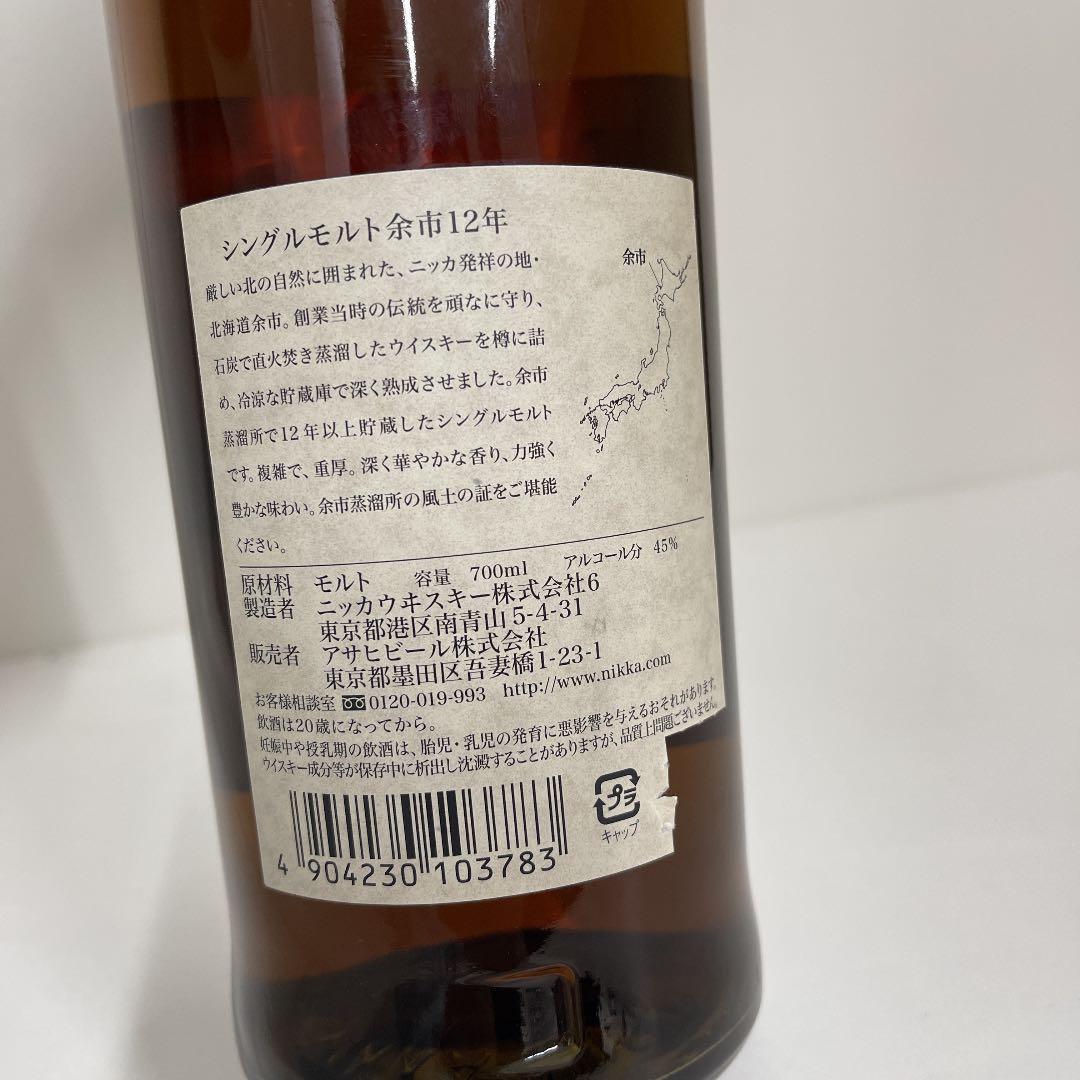 シングルモルト余市12年
厳しい北の自然に囲まれた、ニッカ発祥の地・
北海道余市。創業当時の伝統を頑なに守り、
石炭で直火焚き蒸溜したウイスキーを樽に詰
め、冷涼な貯蔵庫で深く熟成させました。余市
蒸溜所で12年以上貯蔵したシングルモルト
です。複雑で、重厚。深く華やかな香り、力強く
豊かな味わい。余市蒸溜所の風土の証をご堪能
ください。
余市
原材料 モルト 容量 700ml アルコール分 45%
製造者 ニッカウヰスキー株式会社6
東京都港区南青山5-4-31
販売者 アサヒビール株式会社
東京都墨田区吾妻橋1-23-1
お客様相談室 0120-019-993 http://www.nikka.com
飲酒は20歳になってから。
妊娠中や授乳期の飲酒は、胎児・乳児の発育に悪影響を与えるおそれがあります。
ウイスキー成分等が保存中に析出し沈澱することがありますが、品質上問題ございません。
プラ
キャップ
4 904230 103783